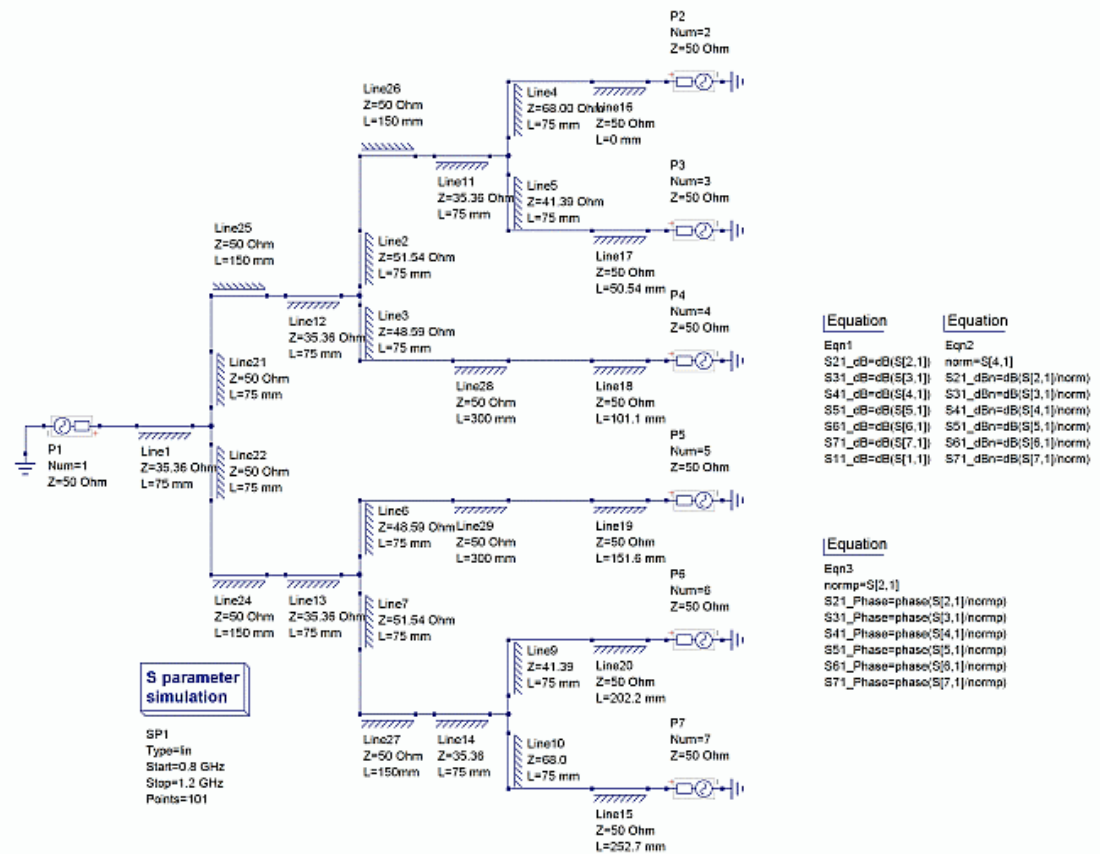 P2
Num=2
Z=50 Ohm
Line26
Z=50 Ohm
L=150 mm
Line4
Z=68.00 Ohm
L=75 mm
Line16
Z=50 Ohm
L=0 mm
P3
Num=3
Z=50 Ohm
Line11
Z=35.36 Ohm
L=75 mm
Line5
Z=41.39 Ohm
L=75 mm
Line25
Z=50 Ohm
L=150 mm
Line2
Z=51.54 Ohm
L=75 mm
Line17
Z=50 Ohm
L=50.54 mm
P4
Num=4
Z=50 Ohm
Line12
Z=35.36 Ohm
L=75 mm
Line3
Z=48.59 Ohm
L=75 mm
Line21
Z=50 Ohm
L=75 mm
Line28
Z=50 Ohm
L=300 mm
Line18
Z=50 Ohm
L=101.1 mm
Equation
Eqn1
S21_dB=dB(S[2,1])
S31_dB=dB(S[3,1])
S41_dB=dB(S[4,1])
S51_dB=dB(S[5,1])
S61_dB=dB(S[6,1])
S71_dB=dB(S[7,1])
S11_dB=dB(S[1,1])
Equation
Eqn2
norm=S[4,1]
S21_dBn=dB(S[2,1]/norm)
S31_dBn=dB(S[3,1]/norm)
S41_dBn=dB(S[4,1]/norm)
S51_dBn=dB(S[5,1]/norm)
S61_dBn=dB(S[6,1]/norm)
S71_dBn=dB(S[7,1]/norm)
P1
Num=1
Z=50 Ohm
Line1
Z=35.36 Ohm
L=75 mm
Line22
Z=50 Ohm
L=75 mm
P5
Num=5
Z=50 Ohm
Line6
Z=48.59 Ohm
L=75 mm
Line29
Z=50 Ohm
L=300 mm
Line19
Z=50 Ohm
L=151.6 mm
Equation
Eqn3
normp=S[2,1]
S21_Phase=phase(S[2,1]/normp)
S31_Phase=phase(S[3,1]/normp)
S41_Phase=phase(S[4,1]/normp)
S51_Phase=phase(S[5,1]/normp)
S61_Phase=phase(S[6,1]/normp)
S71_Phase=phase(S[7,1]/normp)
P6
Num=6
Z=50 Ohm
Line24
Z=50 Ohm
L=150 mm
Line13
Z=35.36 Ohm
L=75 mm
Line7
Z=51.54 Ohm
L=75 mm
Line9
Z=41.39
L=75 mm
Line20
Z=50 Ohm
L=202.2 mm
S parameter
simulation
SP1
Type=lin
Start=0.8 GHz
Stop=1.2 GHz
Points=101
P7
Num=7
Z=50 Ohm
Line27
Z=50 Ohm
L=150mm
Line14
Z=35.36
L=75 mm
Line10
Z=68.0
L=75 mm
Line15
Z=50 Ohm
L=252.7 mm